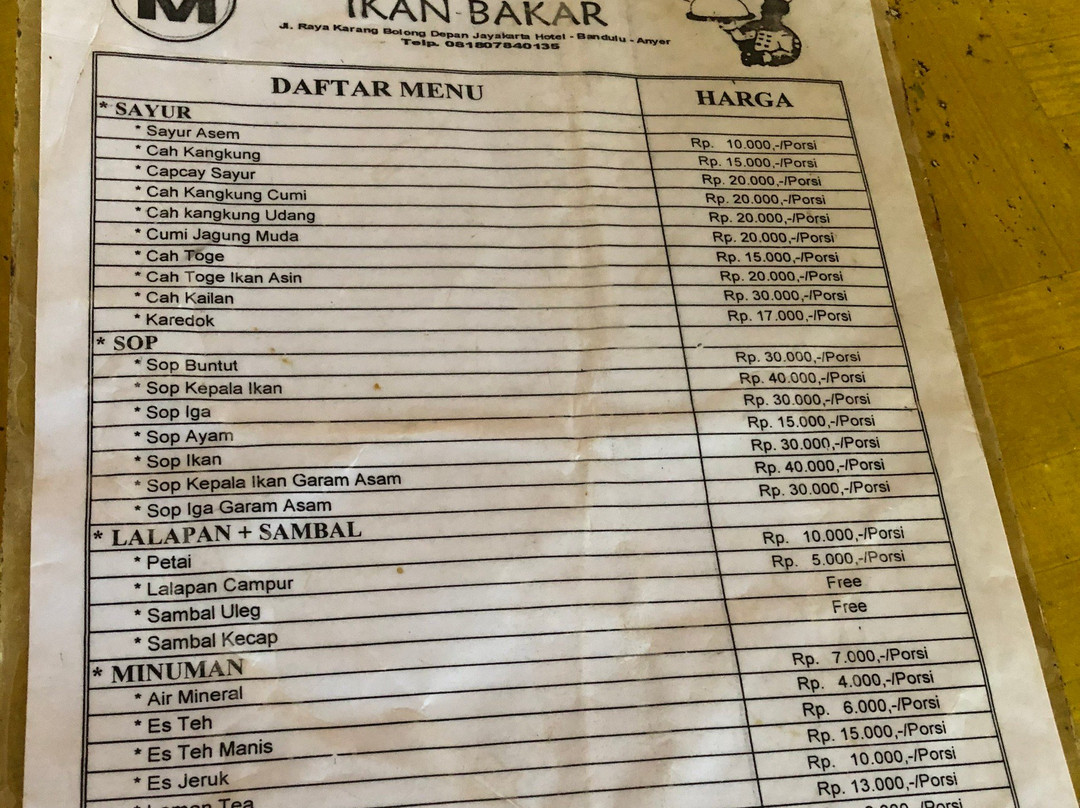 M
IKAN BAKAR
Jl. Raya Karang Bolong Depan Jayakarta Hotel - Bandulu - Anyer
Telp. 081807840135
DAFTAR MENU HARGA
* SAYUR
* Sayur Asem Rp. 10.000,-/Porsi
* Cah Kangkung Rp. 15.000,-/Porsi
* Capcay Sayur Rp. 20.000,-/Porsi
* Cah Kangkung Cumi Rp. 20.000,-/Porsi
* Cah kangkung Udang Rp. 20.000,-/Porsi
* Cumi Jagung Muda Rp. 20.000,-/Porsi
* Cah Toge Rp. 15.000,-/Porsi
* Cah Toge Ikan Asin Rp. 20.000,-/Porsi
* Cah Kailan Rp. 30.000,-/Porsi
* Karedok Rp. 17.000,-/Porsi
* SOP
* Sop Buntut Rp. 30.000,-/Porsi
* Sop Kepala Ikan Rp. 40.000,-/Porsi
* Sop Iga Rp. 30.000,-/Porsi
* Sop Ayam Rp. 15.000,-/Porsi
* Sop Ikan Rp. 30.000,-/Porsi
* Sop Kepala Ikan Garam Asam Rp. 40.000,-/Porsi
* Sop Iga Garam Asam Rp. 30.000,-/Porsi
* LALAPAN + SAMBAL
* Petai Rp. 10.000,-/Porsi
* Lalapan Campur Rp. 5.000,-/Porsi
* Sambal Uleg Free
* Sambal Kecap Free
* MINUMAN
* Air Mineral Rp. 7.000,-/Porsi
* Es Teh Rp. 4.000,-/Porsi
* Es Teh Manis Rp. 6.000,-/Porsi
* Es Jeruk Rp. 15.000,-/Porsi
* Lemon Tea Rp. 10.000,-/Porsi
Rp. 13.000,-/Porsi